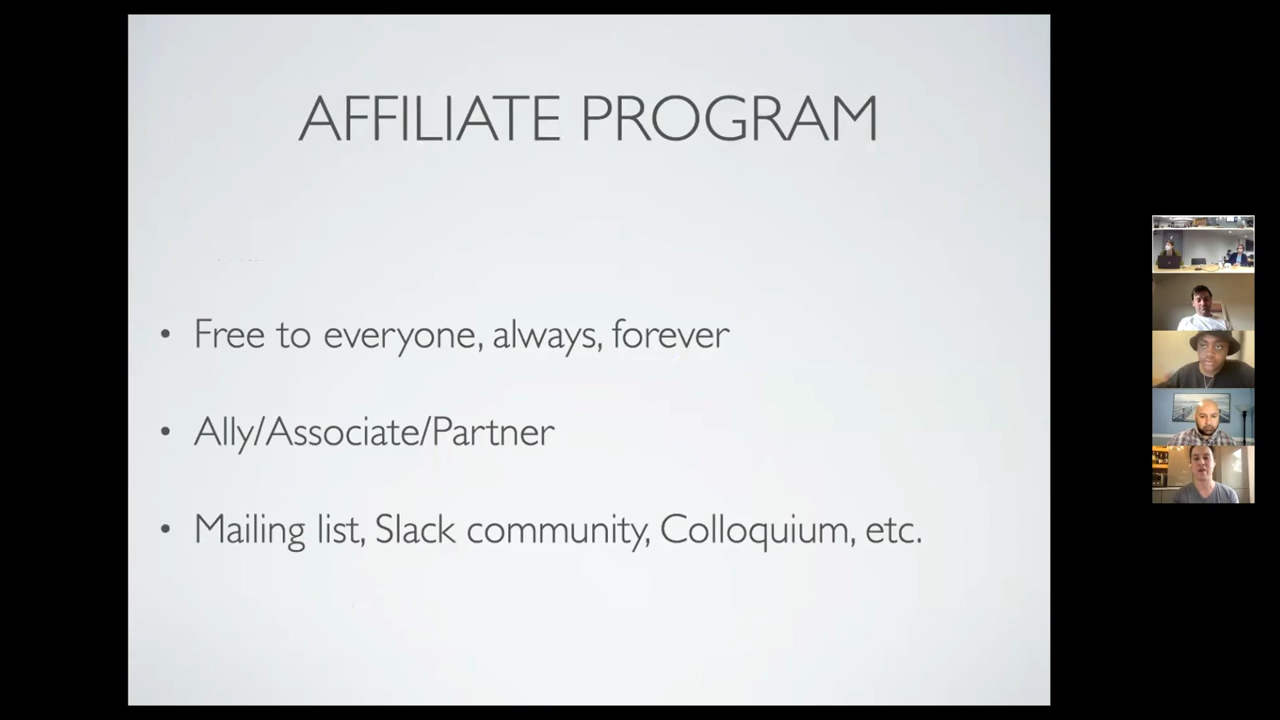 AFFILIATE PROGRAM
• Free to everyone, always, forever
• Ally/Associate/Partner
• Mailing list, Slack community, Colloquium, etc.